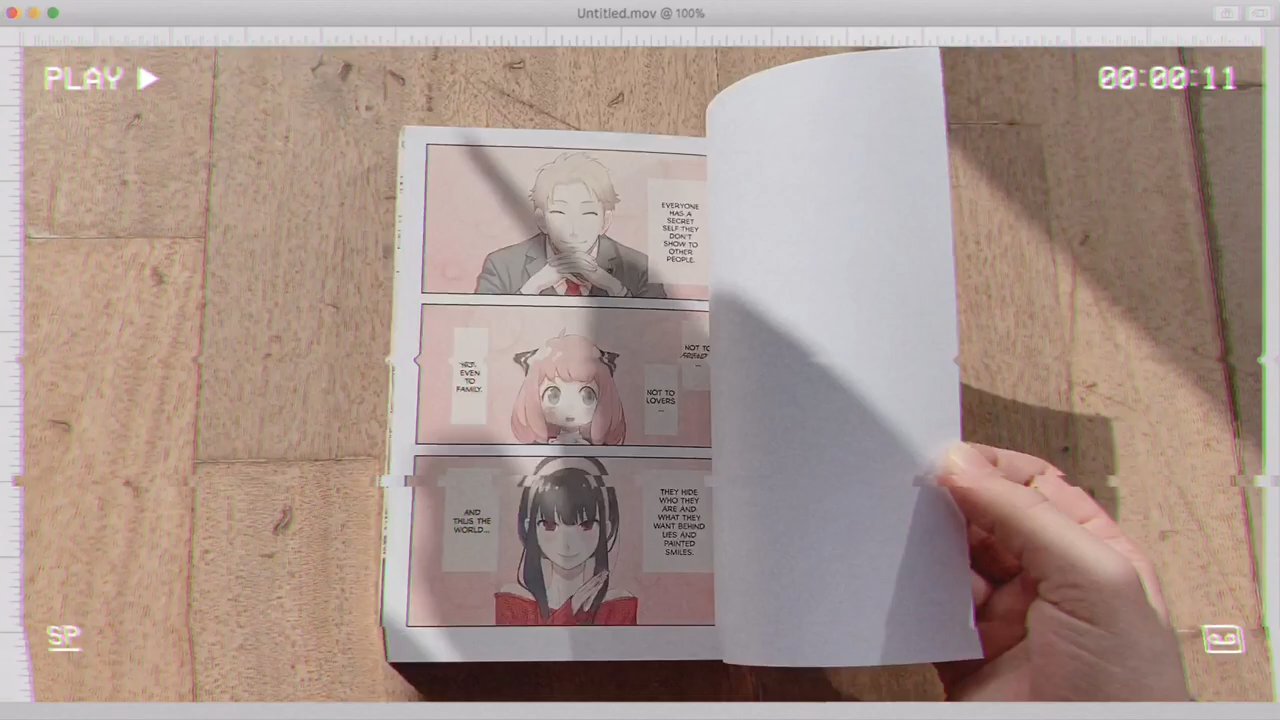 Untitled.mov @ 100%
PLAY
00:00:11
EVERYONE
HAS A
SECRET
SELF THEY
DON'T
SHOW TO
OTHER
PEOPLE.
NOT TO
FRIENDS
...
NOT TO
LOVERS
...
NOT
EVEN
TO
FAMILY.
THEY HIDE
WHO THEY
ARE AND
WHAT THEY
WANT BEHIND
LIES AND
PAINTED
SMILES.
AND
THUS THE
WORLD...
SP